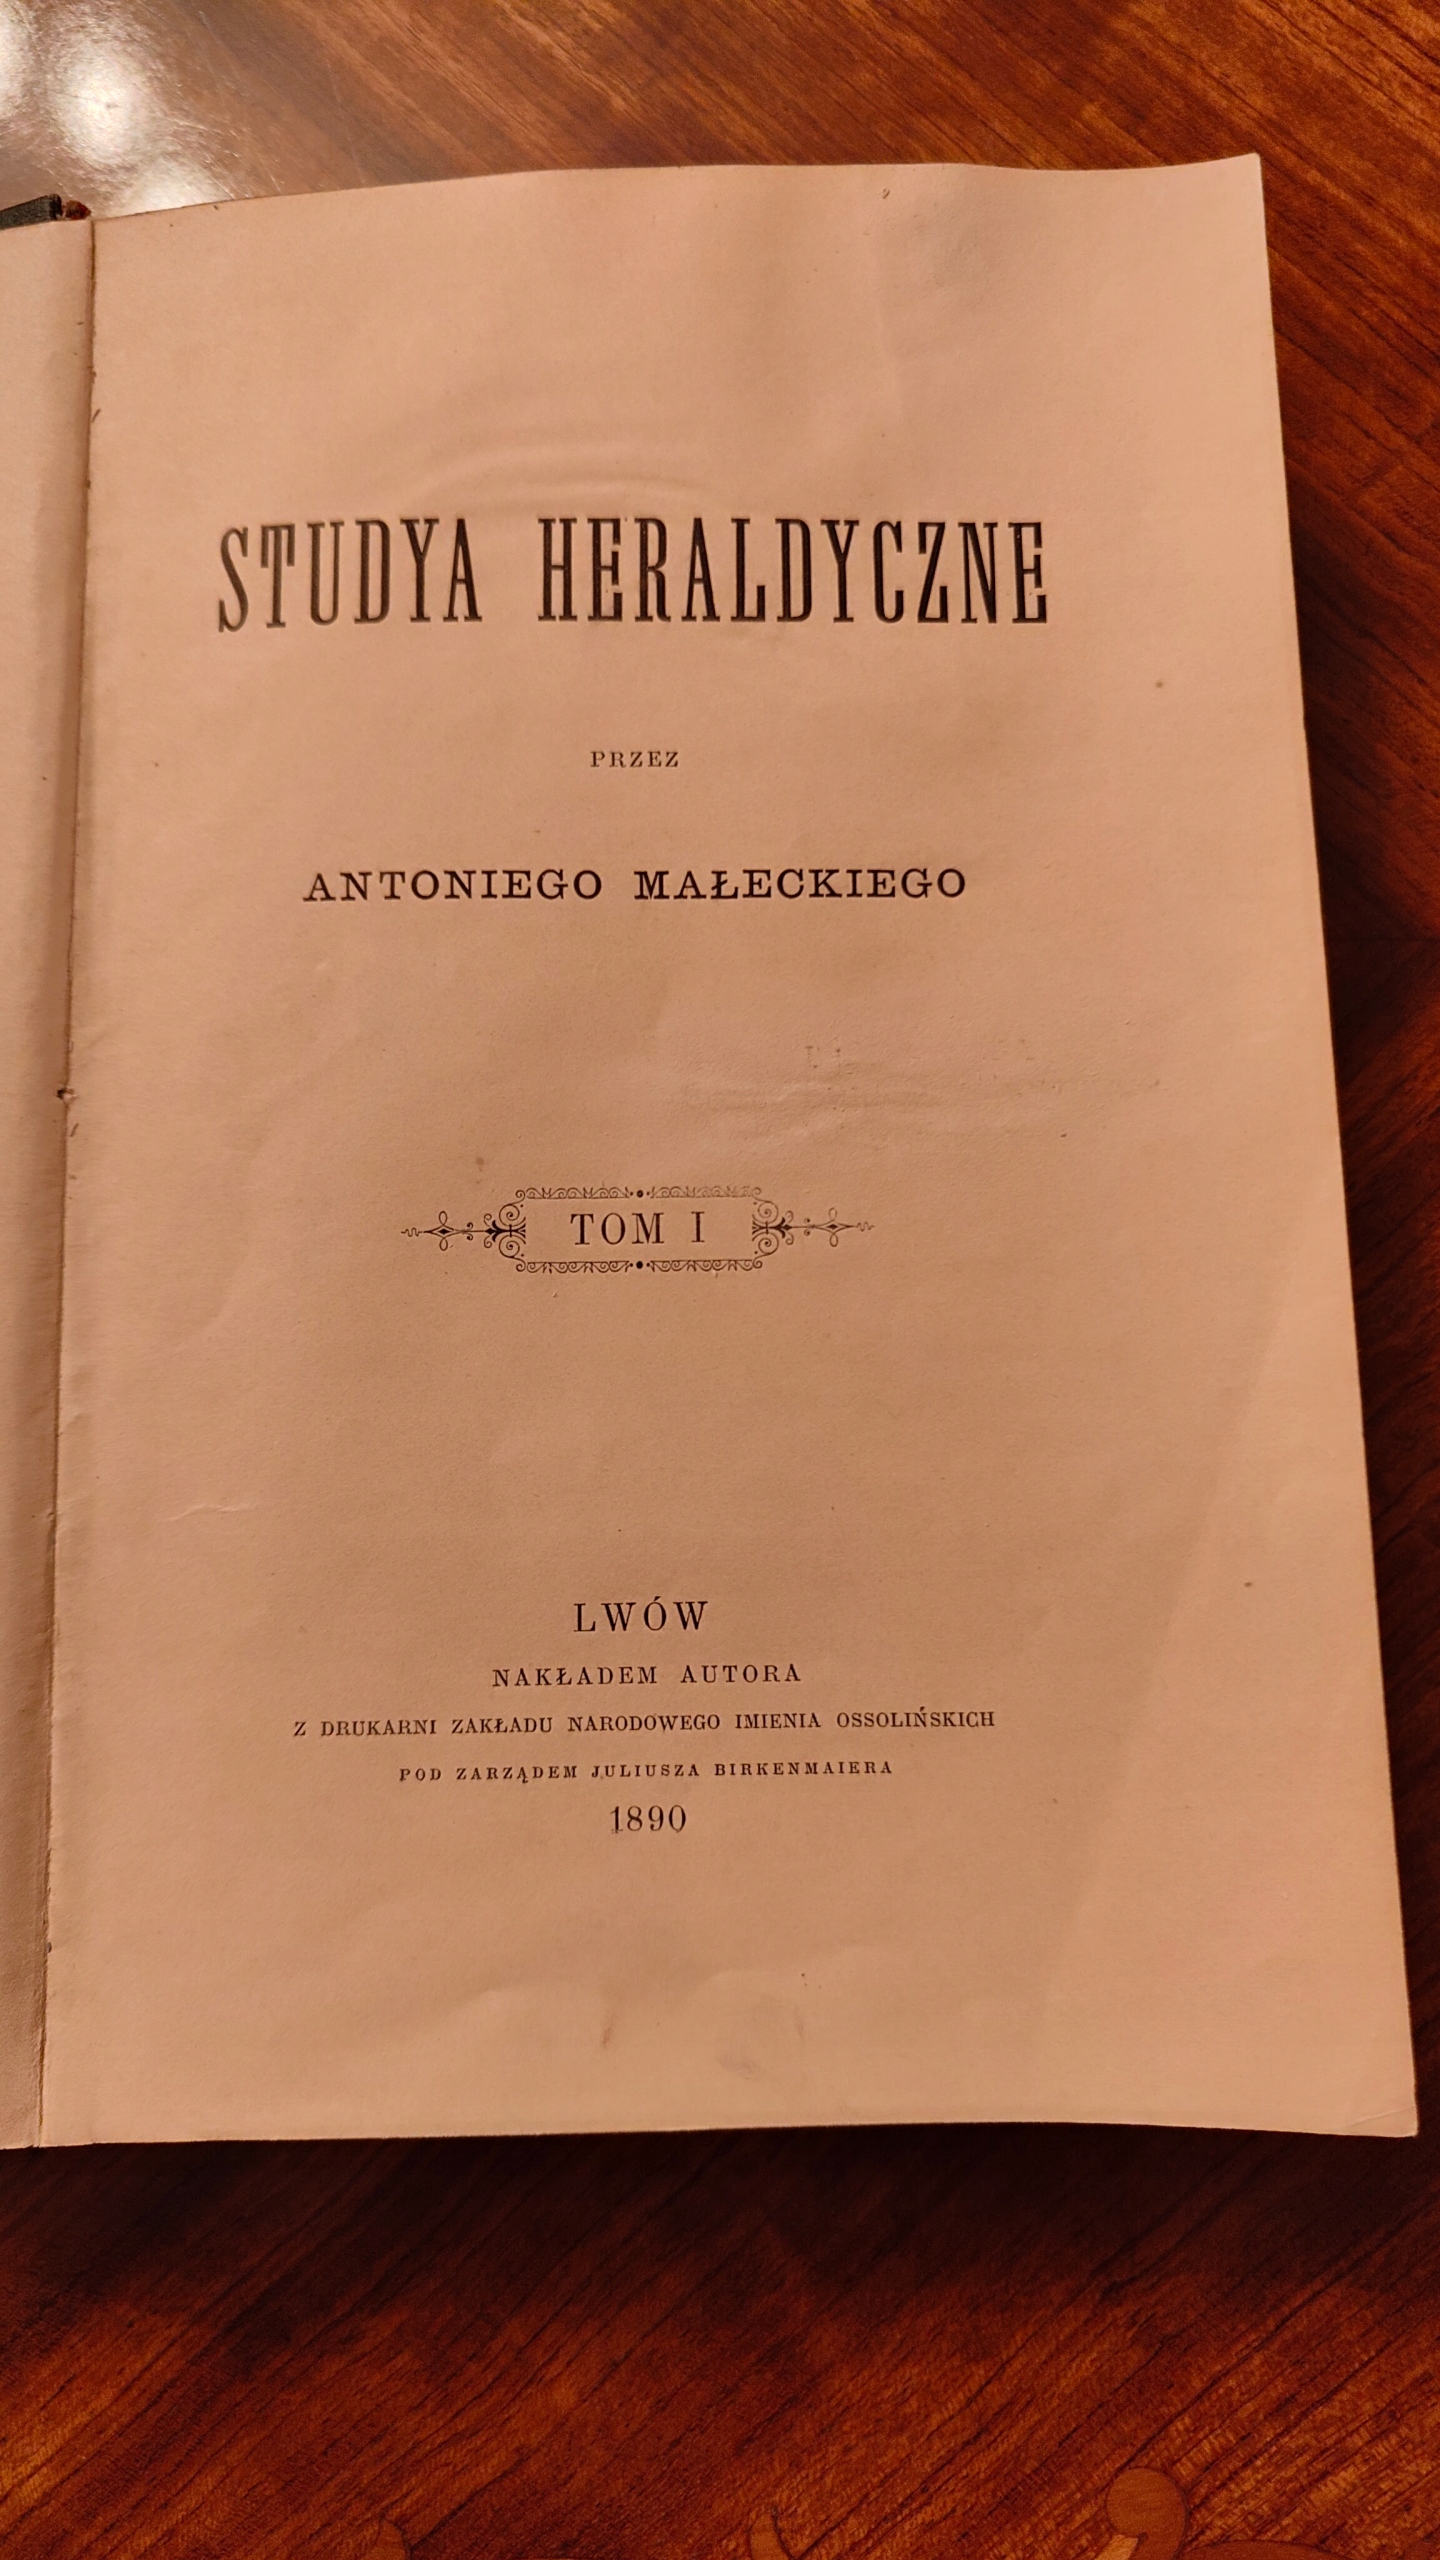 STUDYA HERALDYCZNE
PRZEZ
ANTONIEGO MAŁECKIEGO
TOM I
LWÓW
NAKŁADEM AUTORA
Z DRUKARNI ZAKŁADU NARODOWEGO IMIENIA OSSOLIŃSKICH
POD ZARZĄDEM JULIUSZA BIRKENMAIERA
1890